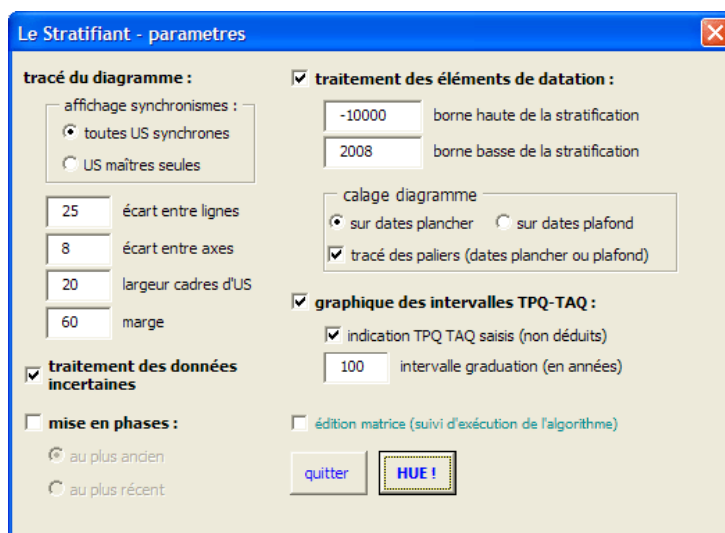 Le Stratifiant - parametres
tracé du diagramme :
affichage synchronismes :
toutes US synchrones
US maîtres seules
25 écart entre lignes
8 écart entre axes
20 largeur cadres d'US
60 marge
traitement des données
incertaines
mise en phases :
au plus ancien
au plus récent
traitement des éléments de datation :
-10000 borne haute de la stratification
2008 borne basse de la stratification
calage diagramme
sur dates plancher sur dates plafond
tracé des paliers (dates plancher ou plafond)
graphique des intervalles TPQ-TAQ :
indication TPQ TAQ saisis (non déduits)
100 intervalle graduation (en années)
édition matrice (suivi d'exécution de l'algorithme)
quitter HUE !